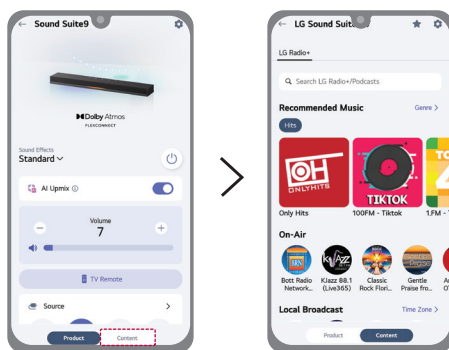 Sound Suite9
Dolby Atmos
FLEXCONNECT
Sound Effects
Standard
AI Upmix
Volume
7
TV Remote
Source
Product
Content
LG Sound Suit
LG Radio+
Search LG Radio+/Podcasts
Recommended Music
Genre >
Hits
OH
ONLYHITS
TIKTOK
TO
Only Hits
100FM - Tiktok
1.FM - T
On-Air
BRN
KJAZZ
Bott Radio Network...
KJazz 88.1 (Live365)
Classic Rock Flori...
Gentle Praise fro...
Local Broadcast
Time Zone >
Product
Content